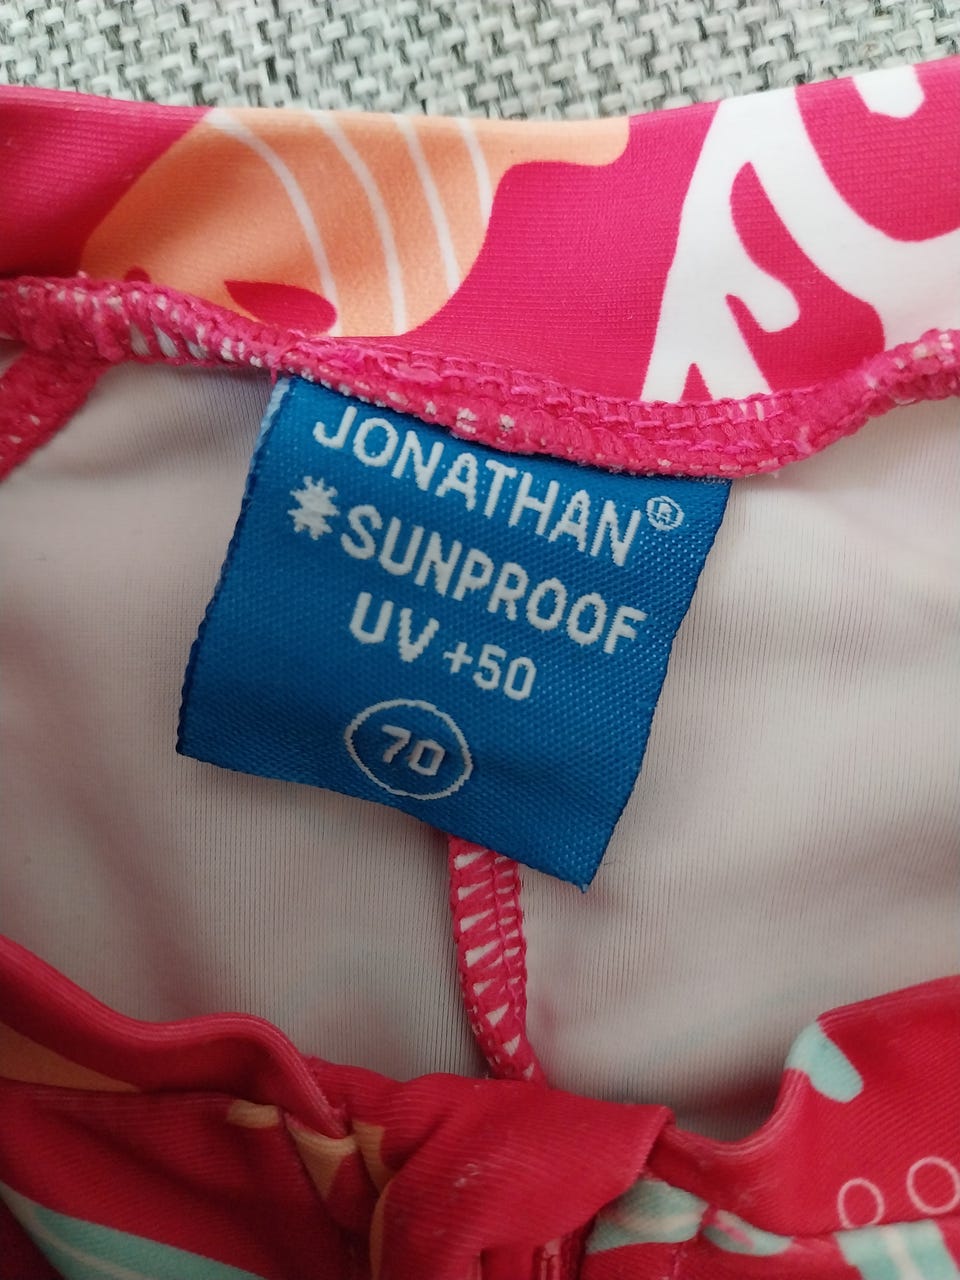 JONATHAN®
SUNPROOF
UV +50
70